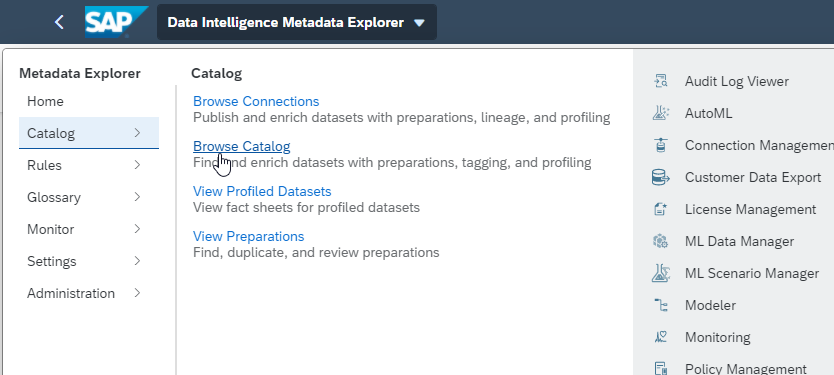 SAP
Data Intelligence Metadata Explorer
Metadata Explorer
Home
Catalog
Rules
Glossary
Monitor
Settings
Administration
Catalog
Browse Connections
Publish and enrich datasets with preparations, lineage, and profiling
Browse Catalog
Find and enrich datasets with preparations, tagging, and profiling
View Profiled Datasets
View fact sheets for profiled datasets
View Preparations
Find, duplicate, and review preparations
Audit Log Viewer
AutoML
Connection Managemen
Customer Data Export
License Management
ML Data Manager
ML Scenario Manager
Modeler
Monitoring
Policy Management